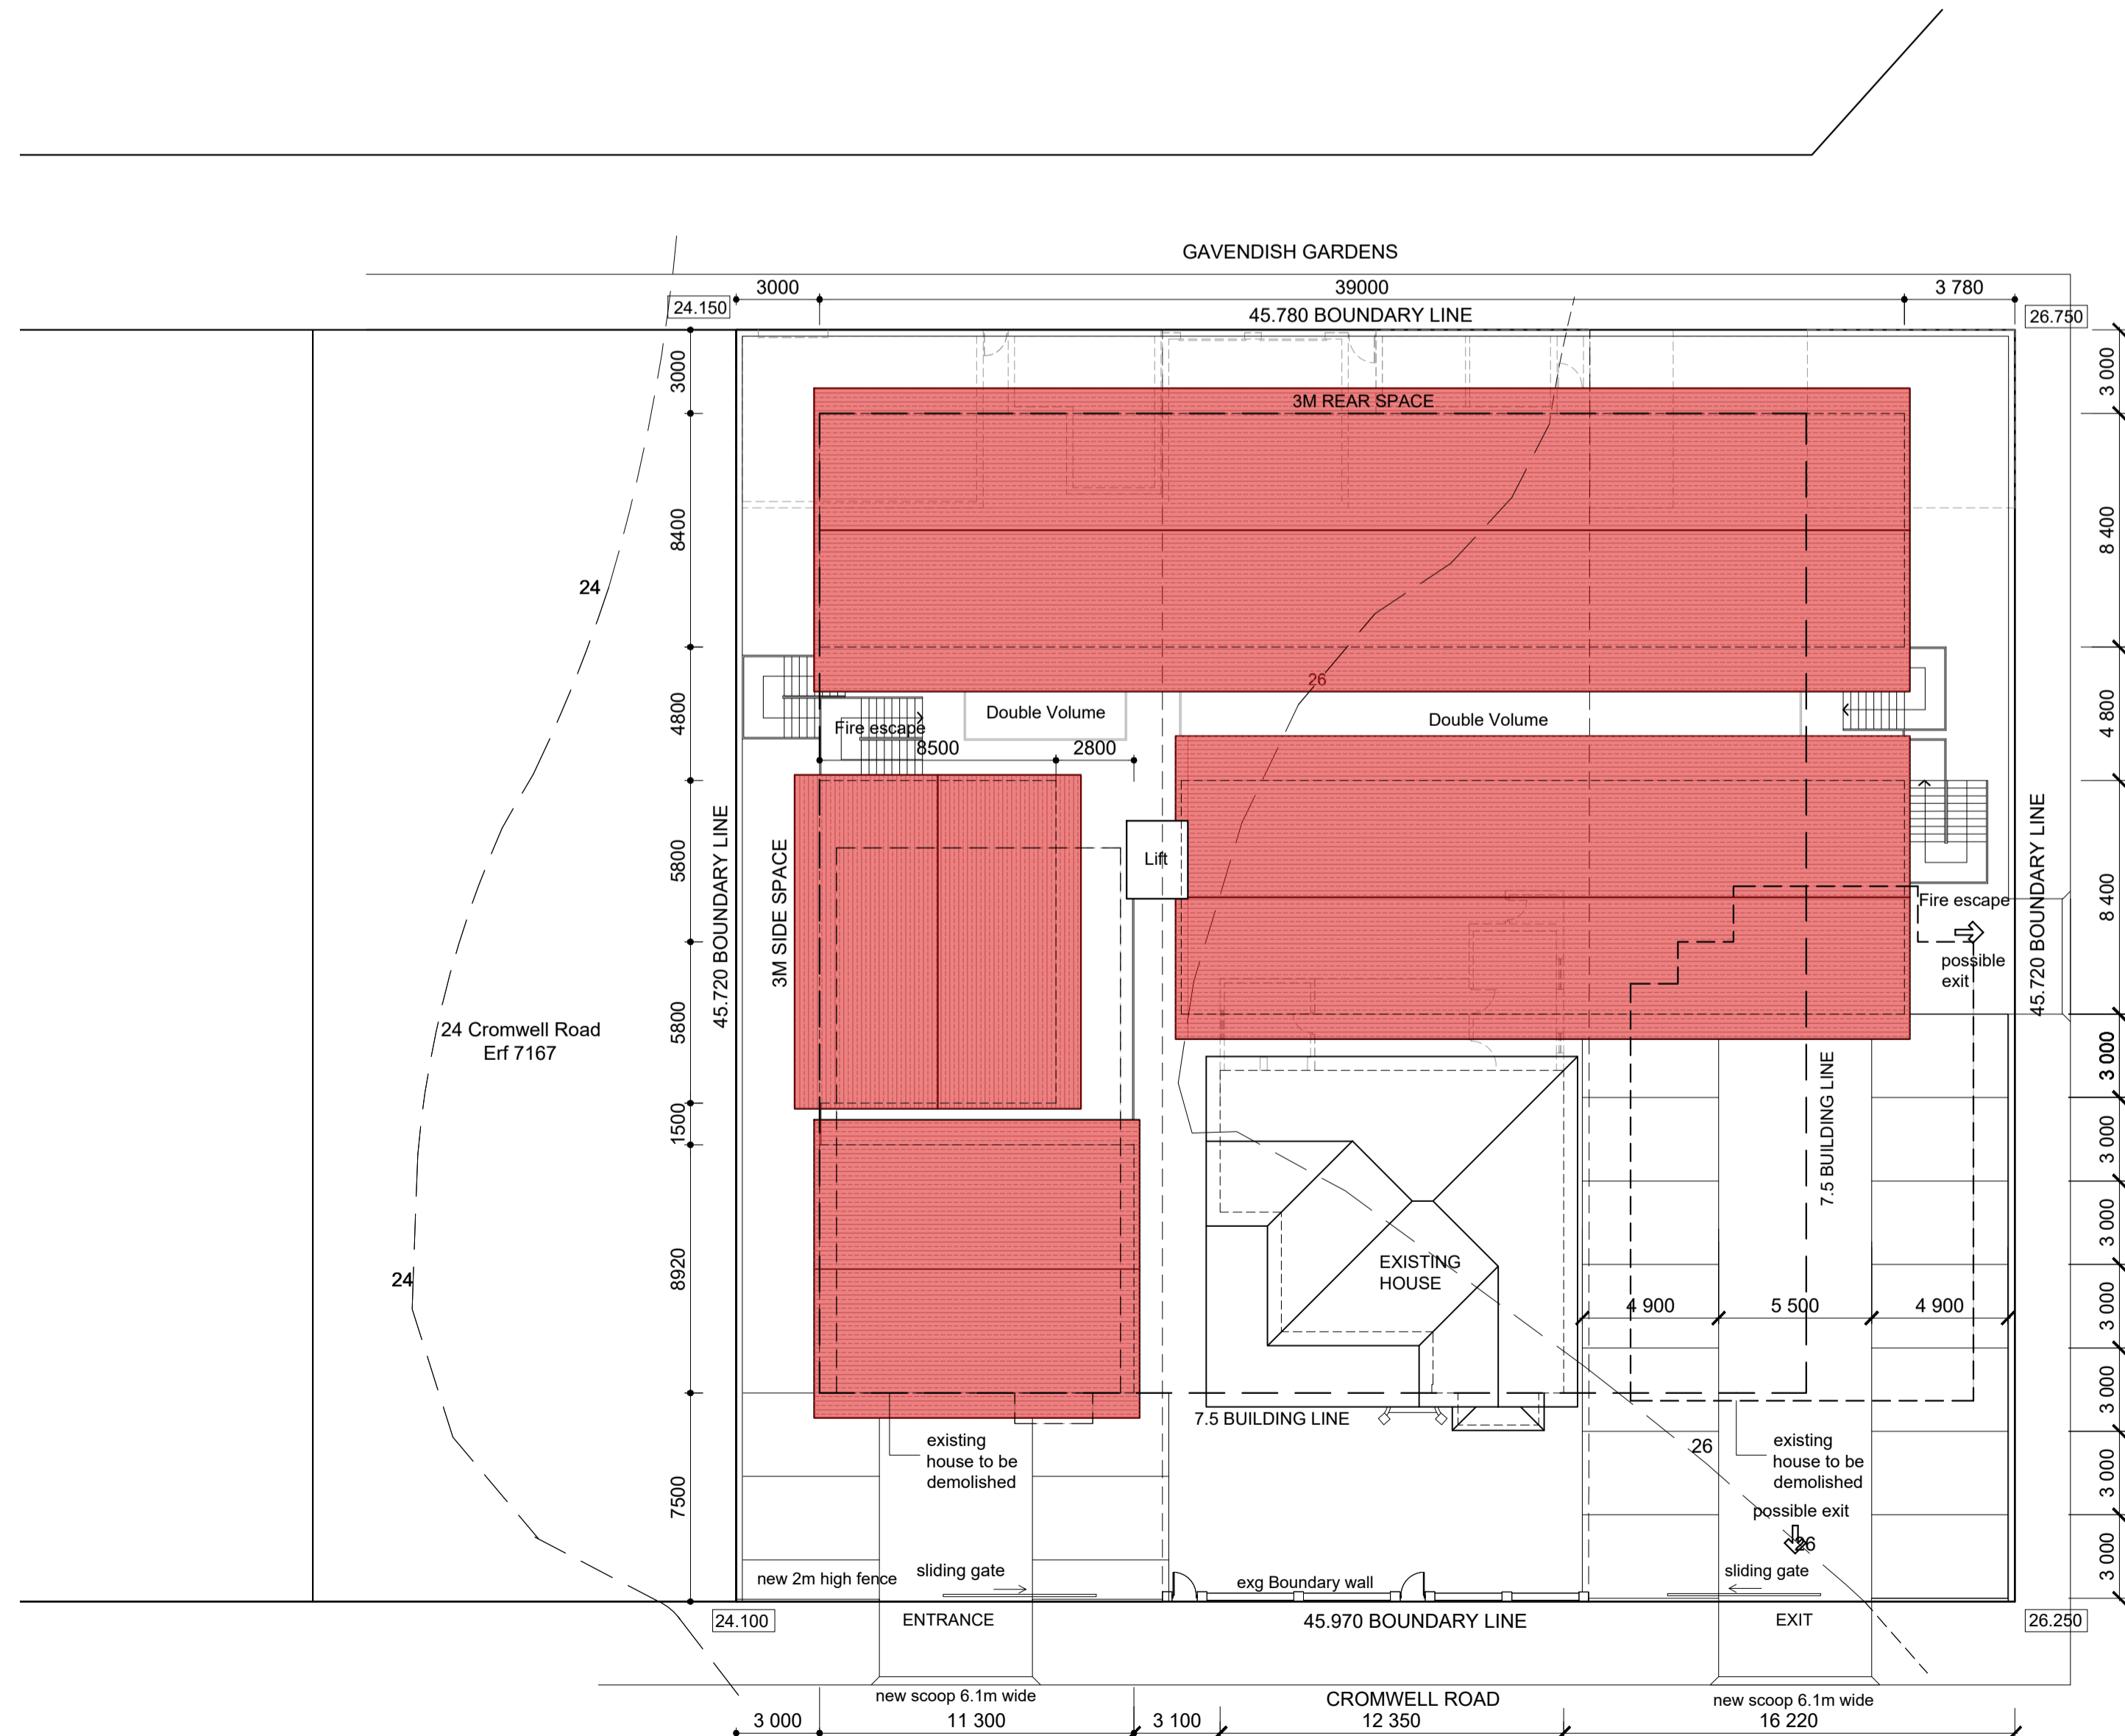 GAVENDISH GARDENS
3000
39000
3 780
24.150
45.780 BOUNDARY LINE
26.750
3000
3 000
3M REAR SPACE
8400
8 400
24
26
4800
4 800
Double Volume
Double Volume
Fire escape
8500
2800
45.720 BOUNDARY LINE
3M SIDE SPACE
5800
Lift
45.720 BOUNDARY LINE
8 400
Fire escape
possible
exit
24 Cromwell Road
Erf 7167
5800
3 000
7.5 BUILDING LINE
1500
3 000
3 000
8920
24
EXISTING
HOUSE
4 900
5 500
4 900
3 000
3 000
7.5 BUILDING LINE
existing
house to be
demolished
26
existing
house to be
demolished
3 000
7500
possible exit
26
3 000
new 2m high fence
sliding gate
exg Boundary wall
sliding gate
24.100
ENTRANCE
45.970 BOUNDARY LINE
EXIT
26.250
new scoop 6.1m wide
CROMWELL ROAD
new scoop 6.1m wide
3 000
11 300
3 100
12 350
16 220